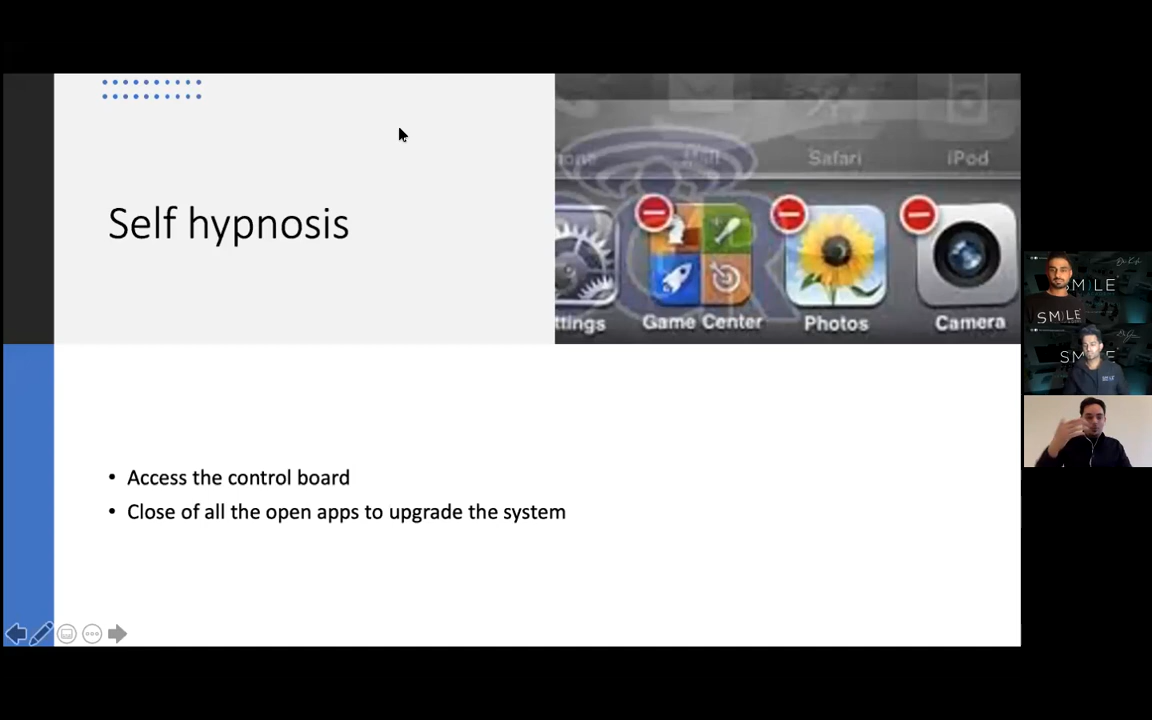 Self hypnosis
Mail
Safari
iPod
ttings
Game Center
Photos
Camera
• Access the control board
• Close of all the open apps to upgrade the system
SMILE
SMILE